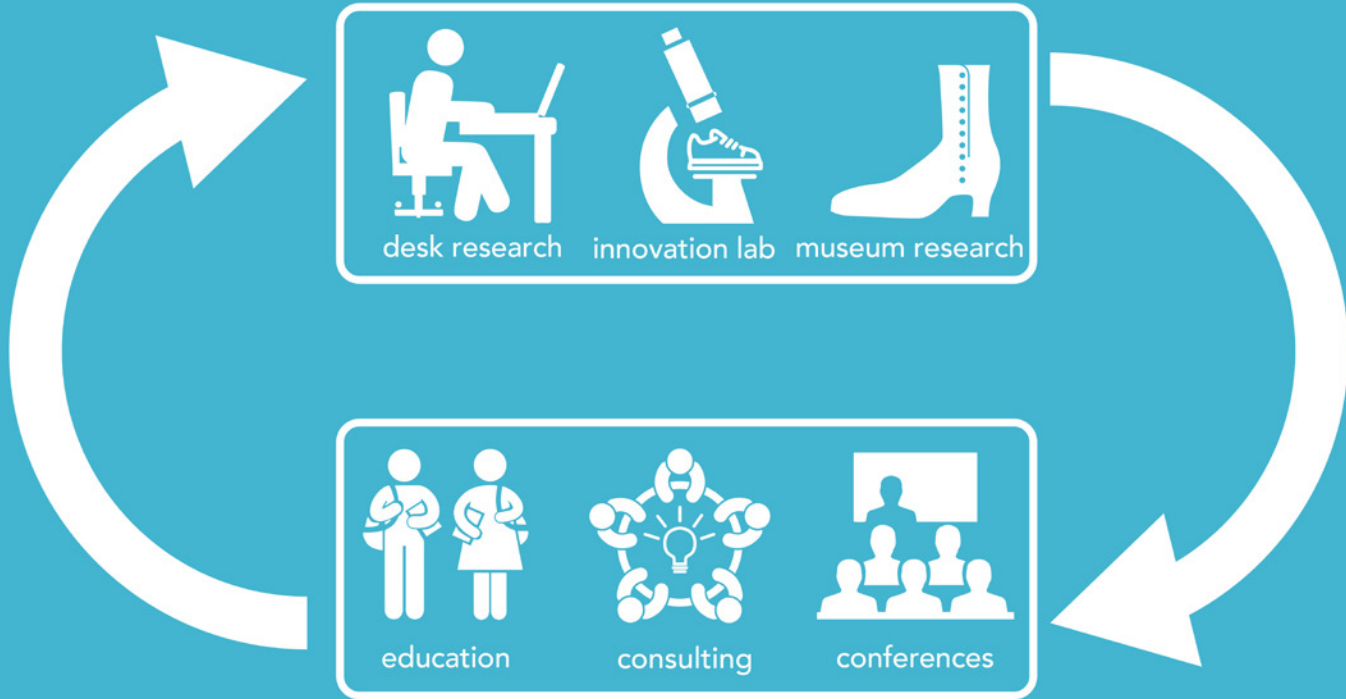 desk research
innovation lab
museum research
education
consulting
conferences